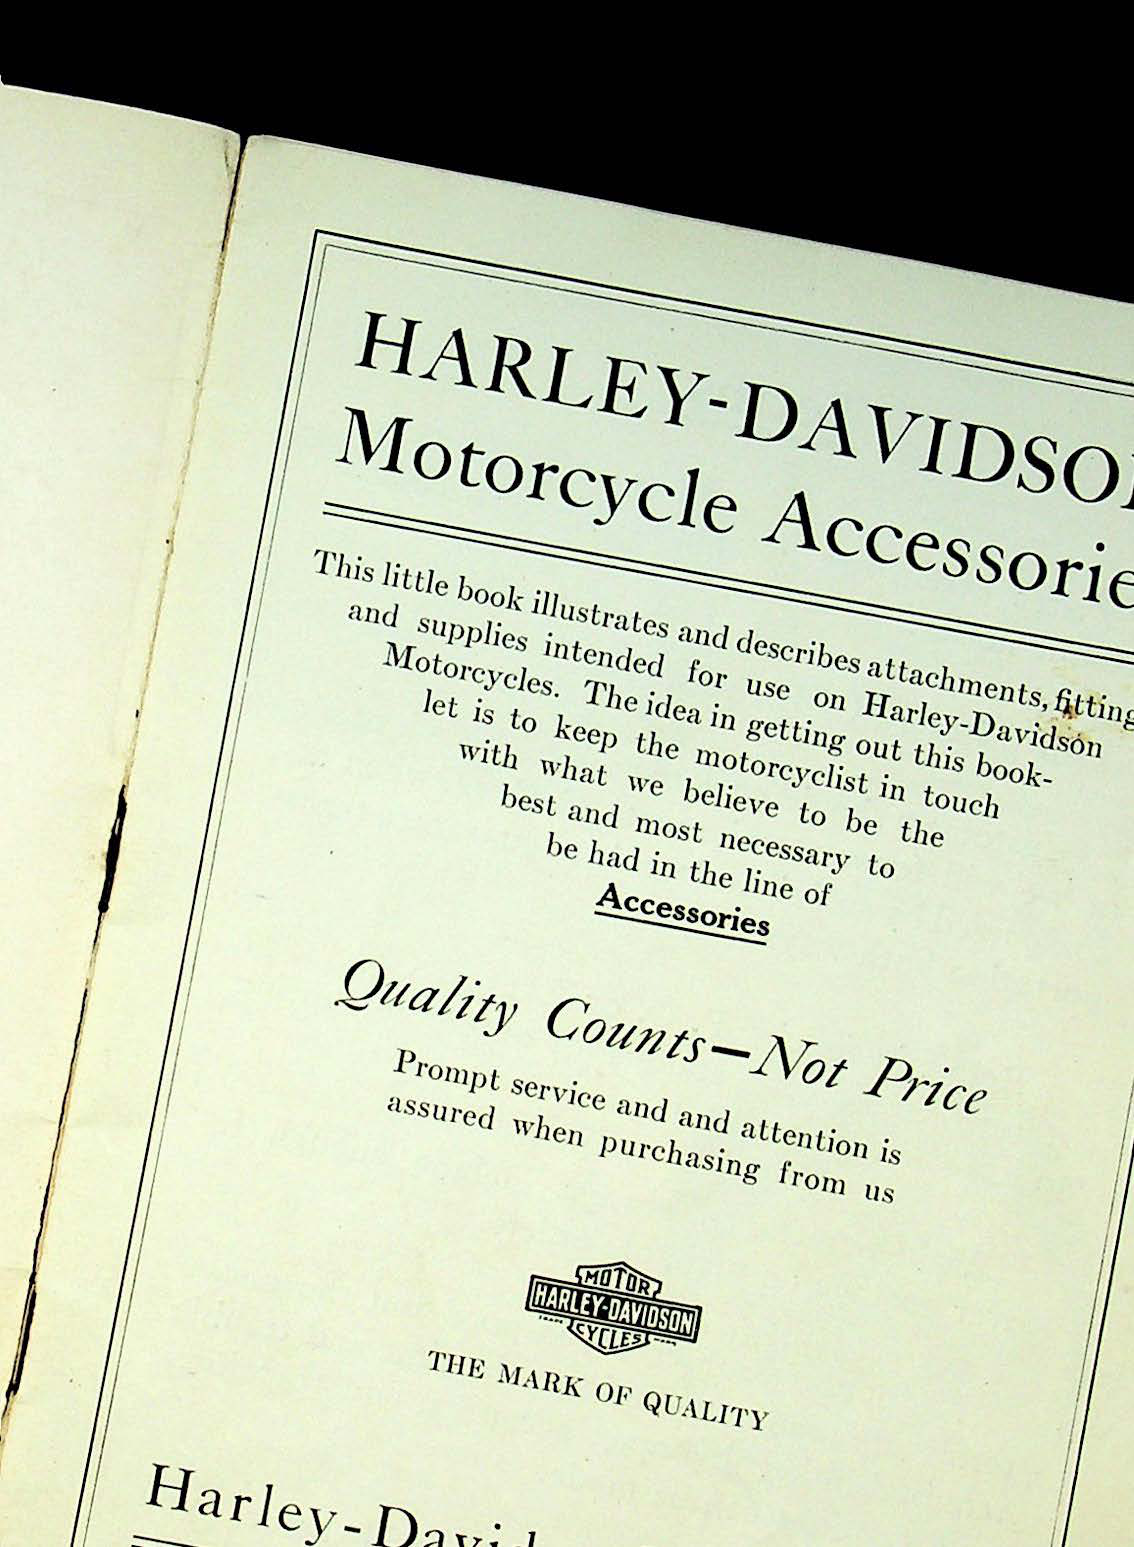 HARLEY-DAVIDSO
Motorcycle Accessorie
This little book illustrates and describes attachments, fitting
and supplies intended for use on Harley-Davidson
Motorcycles. The idea in getting out this book-
let is to keep the motorcyclist in touch
with what we believe to be the
best and most necessary to
be had in the line of
Accessories
Quality Counts—Not Price
Prompt service and and attention is
assured when purchasing from us
MOTOR
HARLEY-DAVIDSON
CYCLES
THE MARK OF QUALITY
Harley-David